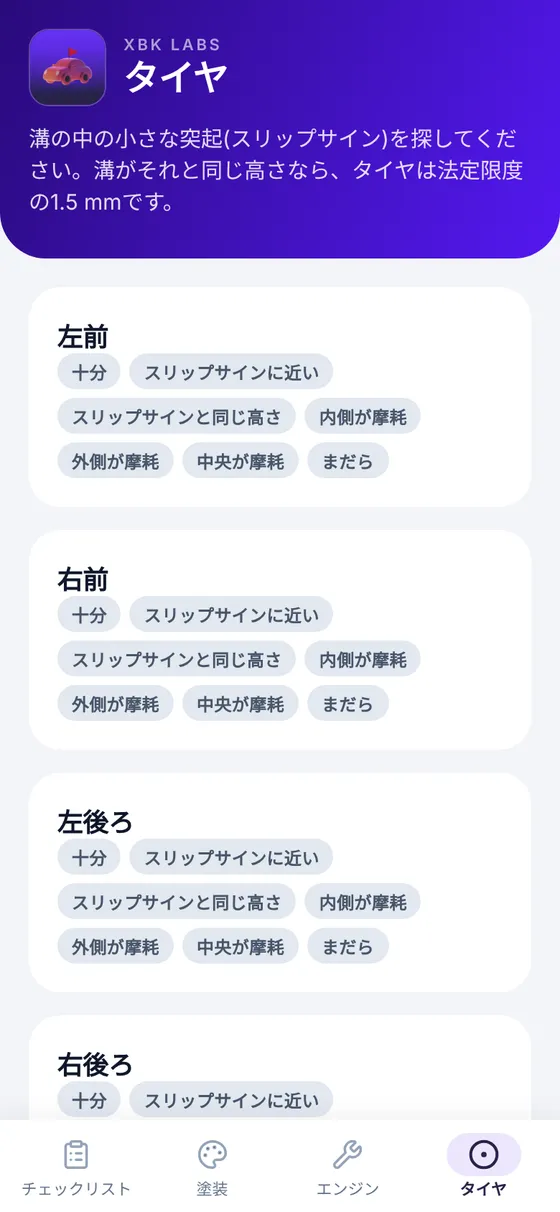 XBK LABS
タイヤ
溝の中の小さな突起(スリップサイン)を探してくだ
さい。溝がそれと同じ高さなら、タイヤは法定限度
の1.5 mmです。
左前
十分 スリップサインに近い
スリップサインと同じ高さ 内側が摩耗
外側が摩耗 中央が摩耗 まだら
右前
十分 スリップサインに近い
スリップサインと同じ高さ 内側が摩耗
外側が摩耗 中央が摩耗 まだら
左後ろ
十分 スリップサインに近い
スリップサインと同じ高さ 内側が摩耗
外側が摩耗 中央が摩耗 まだら
右後ろ
十分 スリップサインに近い
チェックリスト 塗装 エンジン タイヤ